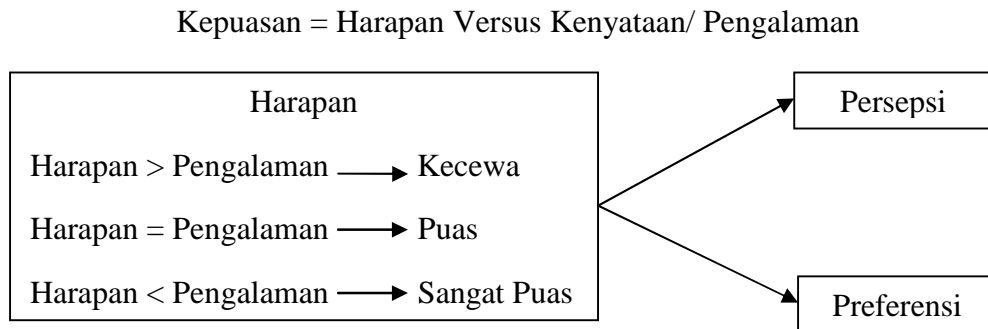 Kepuasan = Harapan Versus Kenyataan/ Pengalaman
Harapan
Harapan > Pengalaman → Kecewa
Harapan = Pengalaman → Puas
Harapan < Pengalaman → Sangat Puas
Persepsi
Preferensi